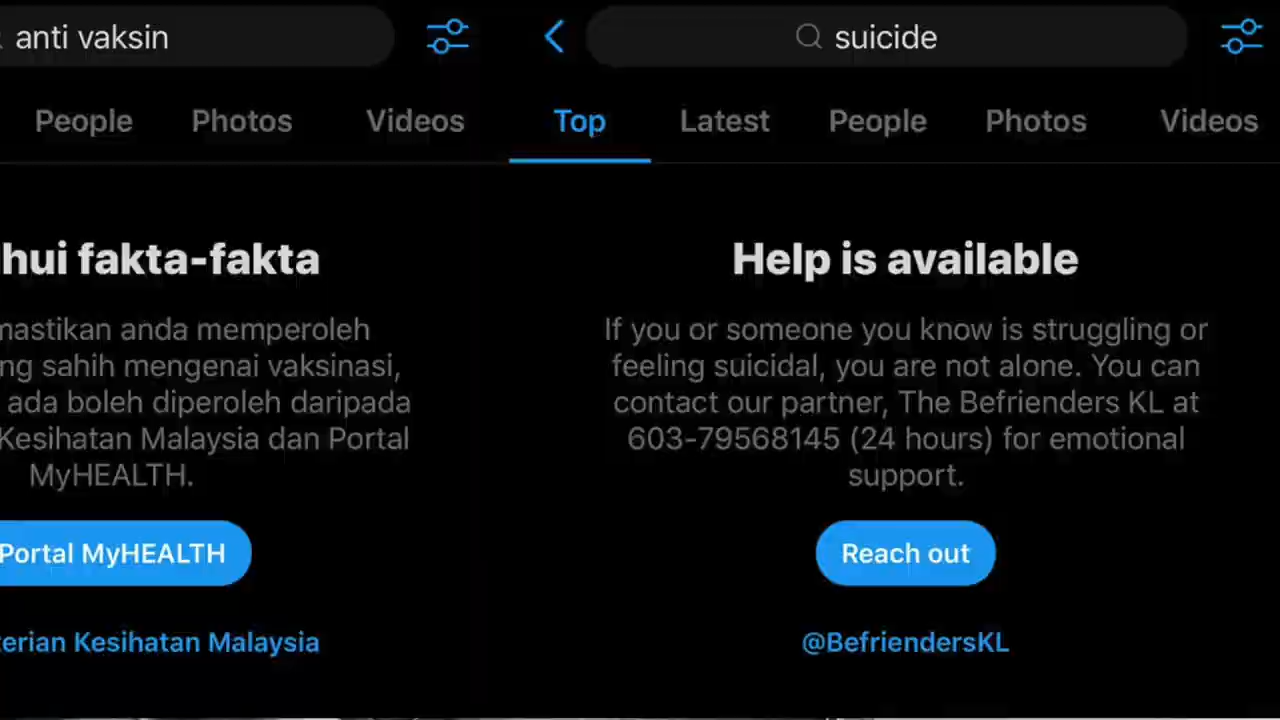 anti vaksin
People Photos Videos
hui fakta-fakta
mastikan anda memperoleh
ng sahih mengenai vaksinasi,
ada boleh diperoleh daripada
Kesihatan Malaysia dan Portal
MyHEALTH.
Portal MyHEALTH
erian Kesihatan Malaysia
suicide
Top Latest People Photos Videos
Help is available
If you or someone you know is struggling or
feeling suicidal, you are not alone. You can
contact our partner, The Befrienders KL at
603-79568145 (24 hours) for emotional
support.
Reach out
@BefriendersKL